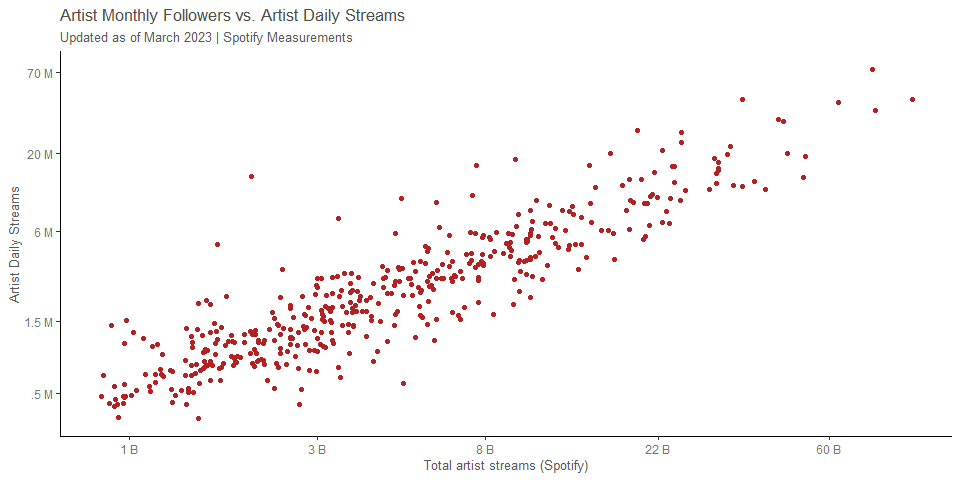 Artist Monthly Followers vs. Artist Daily Streams
Updated as of March 2023 | Spotify Measurements
Artist Daily Streams
70 M
20 M
6 M
1.5 M
.5 M
1 B
3 B
8 B
22 B
60 B
Total artist streams (Spotify)